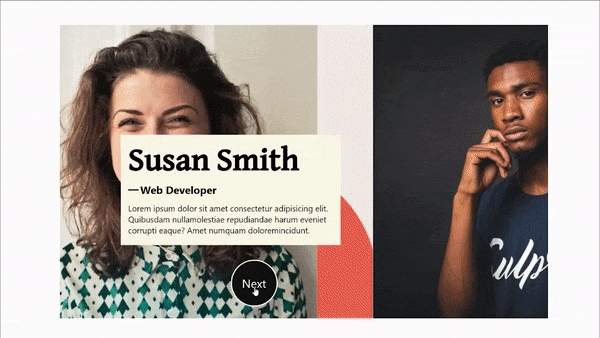 Susan Smith
—Web Developer
Lorem ipsum dolor sit amet consectetur adipisicing elit.
Quibusdam nullamolestiae repudiandae harum eveniet
corrupti eaque? Amet numquam doloremincidunt.
Next